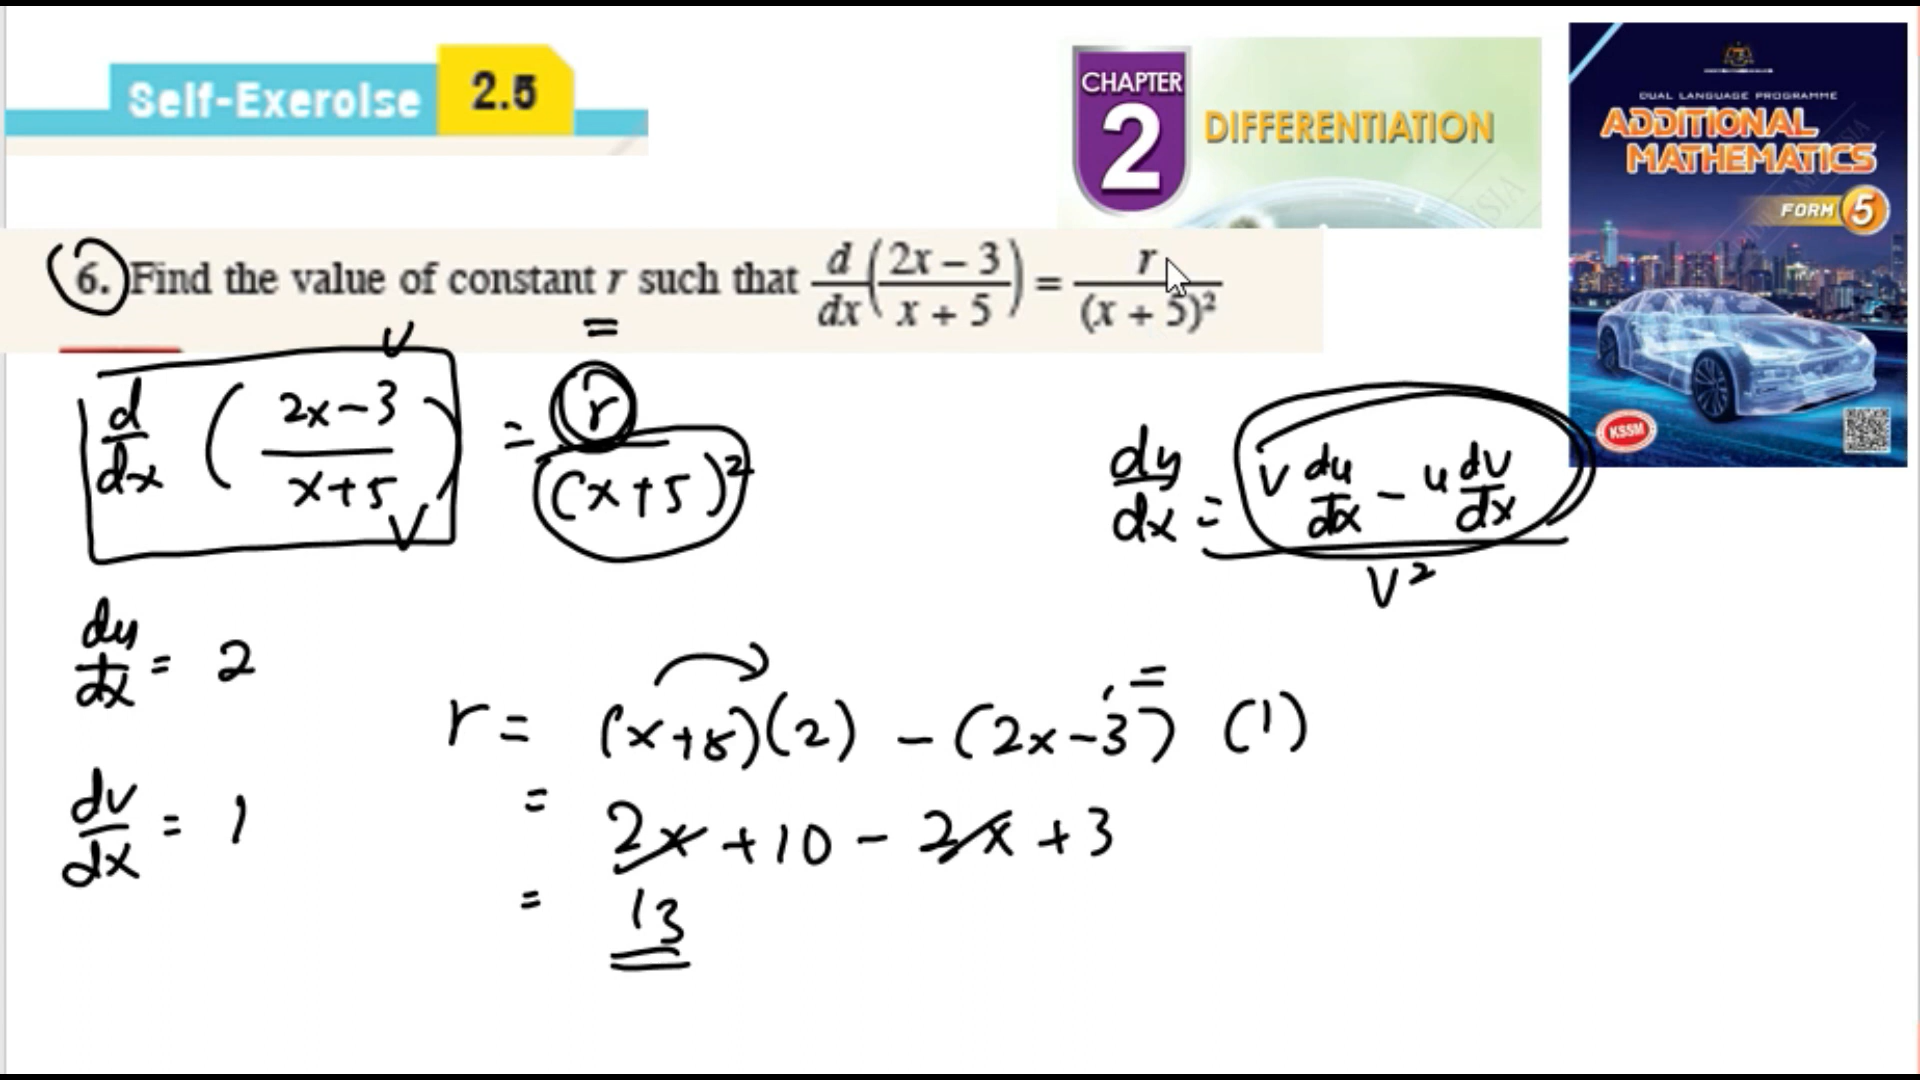 Self-Exercise 2.5
CHAPTER
2
DIFFERENTIATION
DUAL LANGUAGE PROGRAMME
ADDITIONAL
MATHEMATICS
FORM 5
KSSM
6. Find the value of constant r such that d/dx((2x − 3)/(x + 5)) = r/(x + 5)²
=
U
d/dx ((2x−3)/(x+5)) = r/(x+5)²
V
dy/dx = (v du/dx − u dv/dx)/v²
du/dx = 2
r = (x+5)(2) − (2x−3) (1)
dv/dx = 1
= 2x + 10 − 2x + 3
= 13